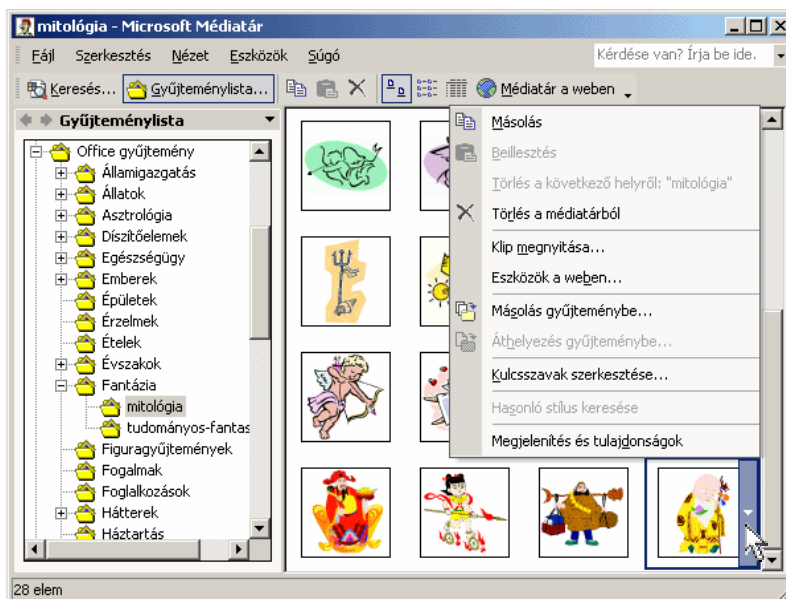 mitológia - Microsoft Médiatár
Fájl Szerkesztés Nézet Eszközök Súgó Kérdése van? Írja be ide.
Keresés... Gyűjteménylista... Médiatár a weben
Gyűjteménylista
Office gyűjtemény
Államigazgatás
Állatok
Asztrológia
Díszítőelemek
Egészségügy
Emberek
Épületek
Érzelmek
Ételek
Évszakok
Fantázia
mitológia
tudományos-fantas
Figuragyűjtemények
Fogalmak
Foglalkozások
Hátterek
Háztartás
Másolás
Beillesztés
Törlés a következő helyről: "mitológia"
Törlés a médiatárból
Klip megnyitása...
Eszközök a weben...
Másolás gyűjteménybe...
Áthelyezés gyűjteménybe...
Kulcsszavak szerkesztése...
Hasonló stílus keresése
Megjelenítés és tulajdonságok
28 elem